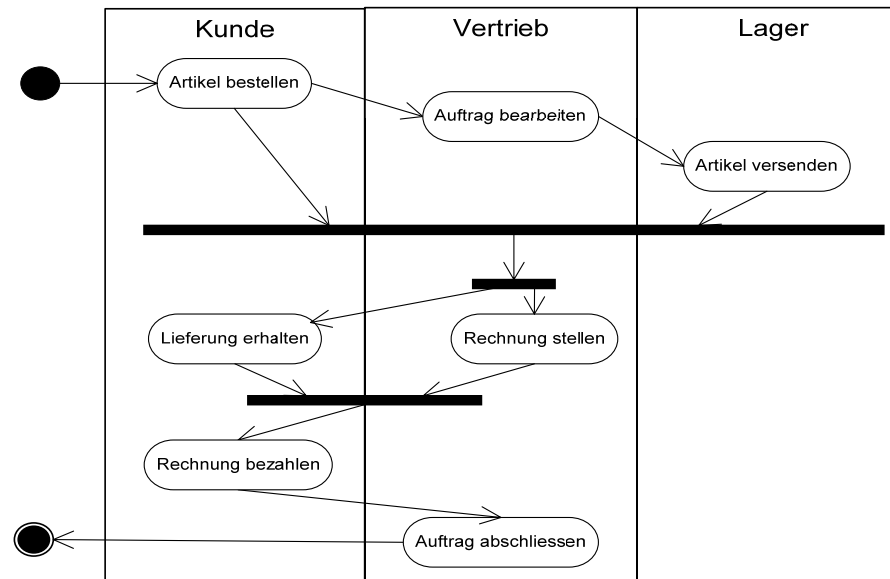 Kunde
Vertrieb
Lager
Artikel bestellen
Auftrag bearbeiten
Artikel versenden
Lieferung erhalten
Rechnung stellen
Rechnung bezahlen
Auftrag abschliessen